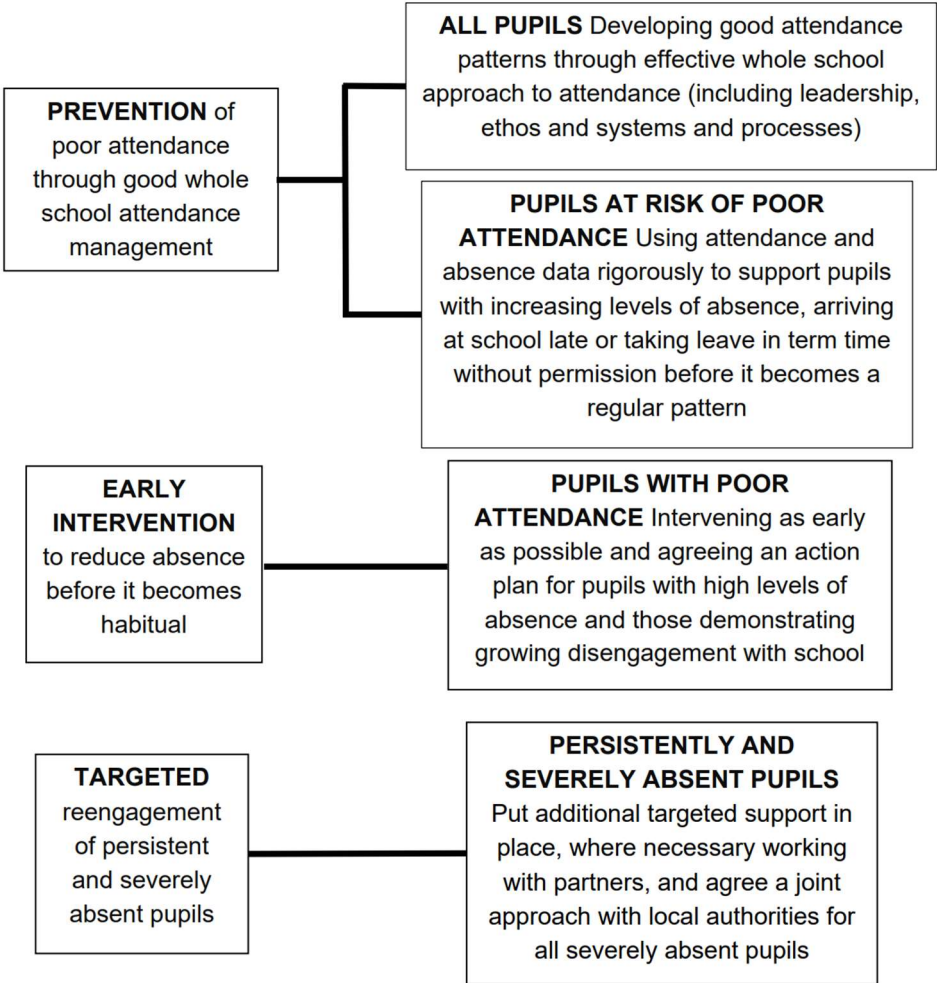 PREVENTION of
poor attendance
through good whole
school attendance
management
ALL PUPILS Developing good attendance
patterns through effective whole school
approach to attendance (including leadership,
ethos and systems and processes)
PUPILS AT RISK OF POOR
ATTENDANCE Using attendance and
absence data rigorously to support pupils
with increasing levels of absence, arriving
at school late or taking leave in term time
without permission before it becomes a
regular pattern
EARLY
INTERVENTION
to reduce absence
before it becomes
habitual
PUPILS WITH POOR
ATTENDANCE Intervening as early
as possible and agreeing an action
plan for pupils with high levels of
absence and those demonstrating
growing disengagement with school
TARGETED
reengagement
of persistent
and severely
absent pupils
PERSISTENTLY AND
SEVERELY ABSENT PUPILS
Put additional targeted support in
place, where necessary working
with partners, and agree a joint
approach with local authorities for
all severely absent pupils